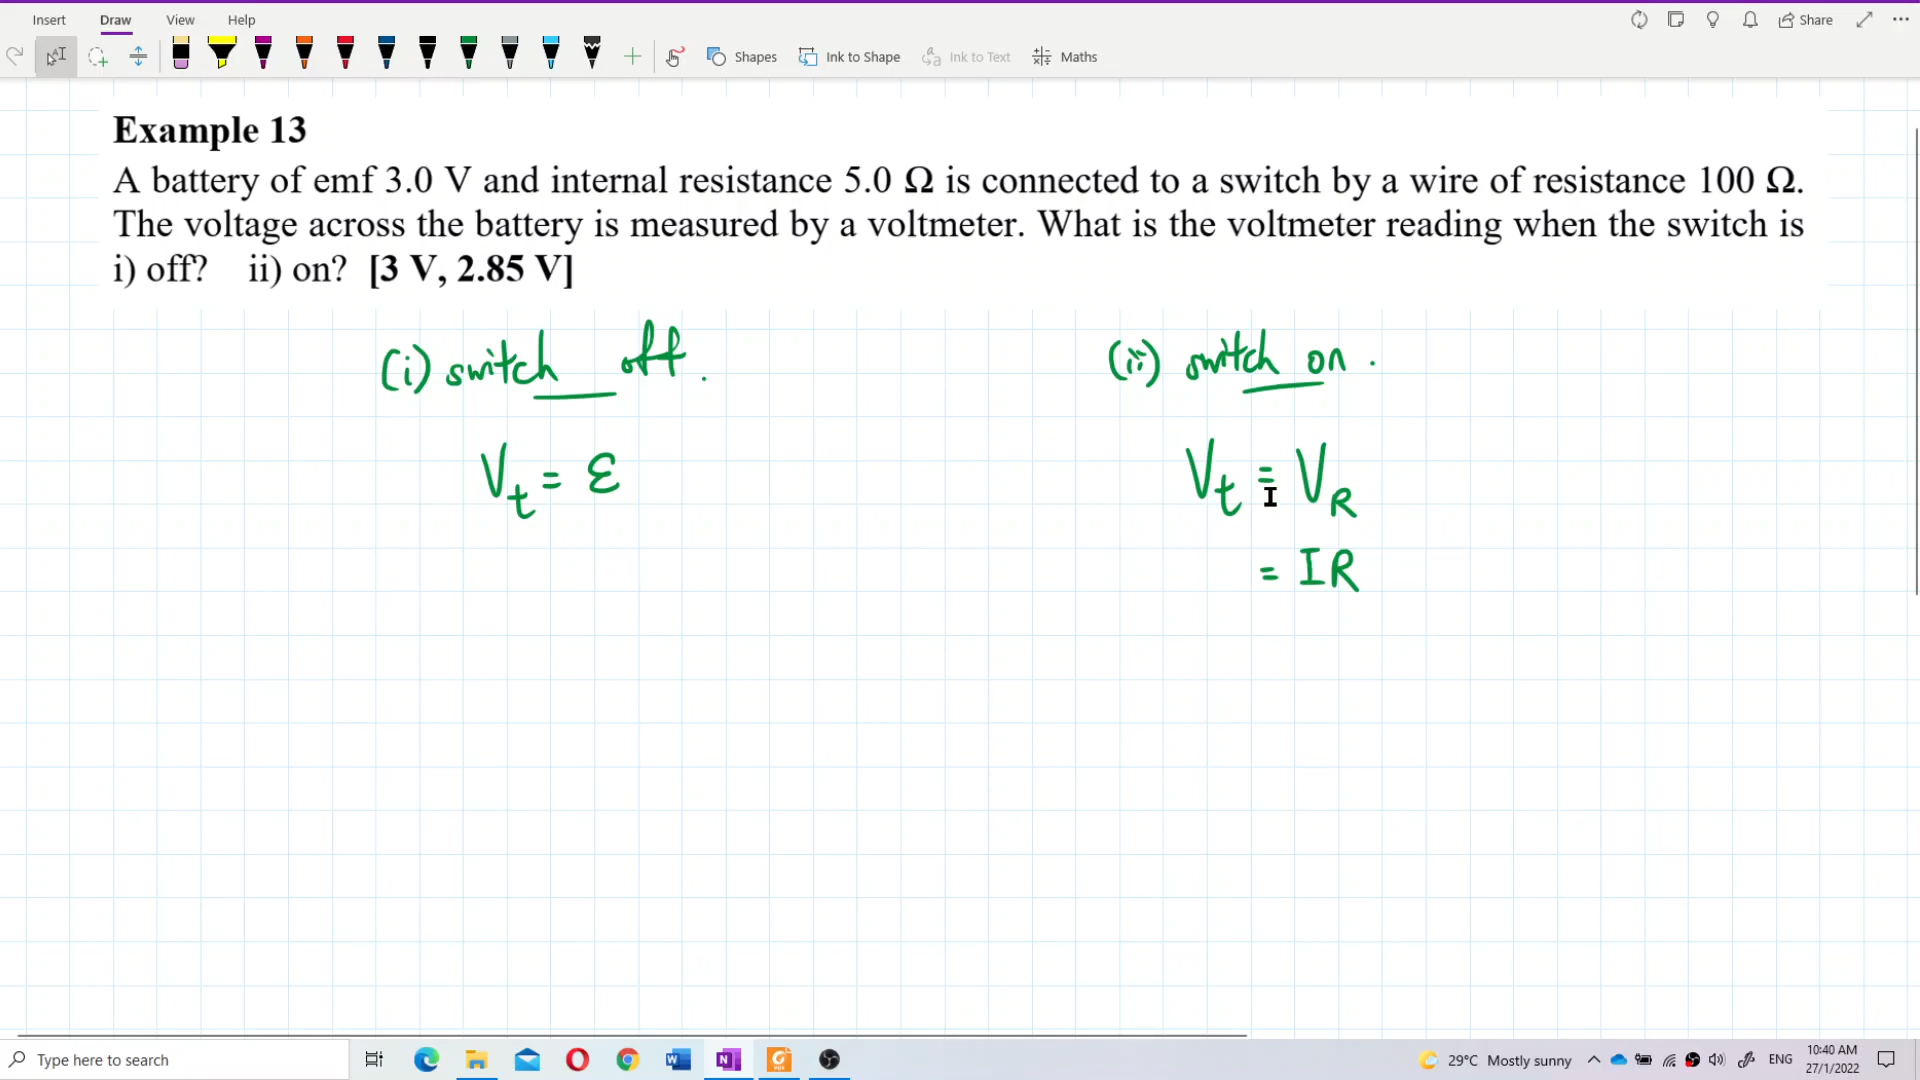 Insert Draw View Help Share
Shapes Ink to Shape Ink to Text Maths
Example 13
A battery of emf 3.0 V and internal resistance 5.0 Ω is connected to a switch by a wire of resistance 100 Ω.
The voltage across the battery is measured by a voltmeter. What is the voltmeter reading when the switch is
i) off? ii) on? [3 V, 2.85 V]
(i) switch off.
(ii) switch on.
V_t = ε
V_t = V_R
= IR
Type here to search
29°C Mostly sunny
ENG
10:40 AM
27/1/2022